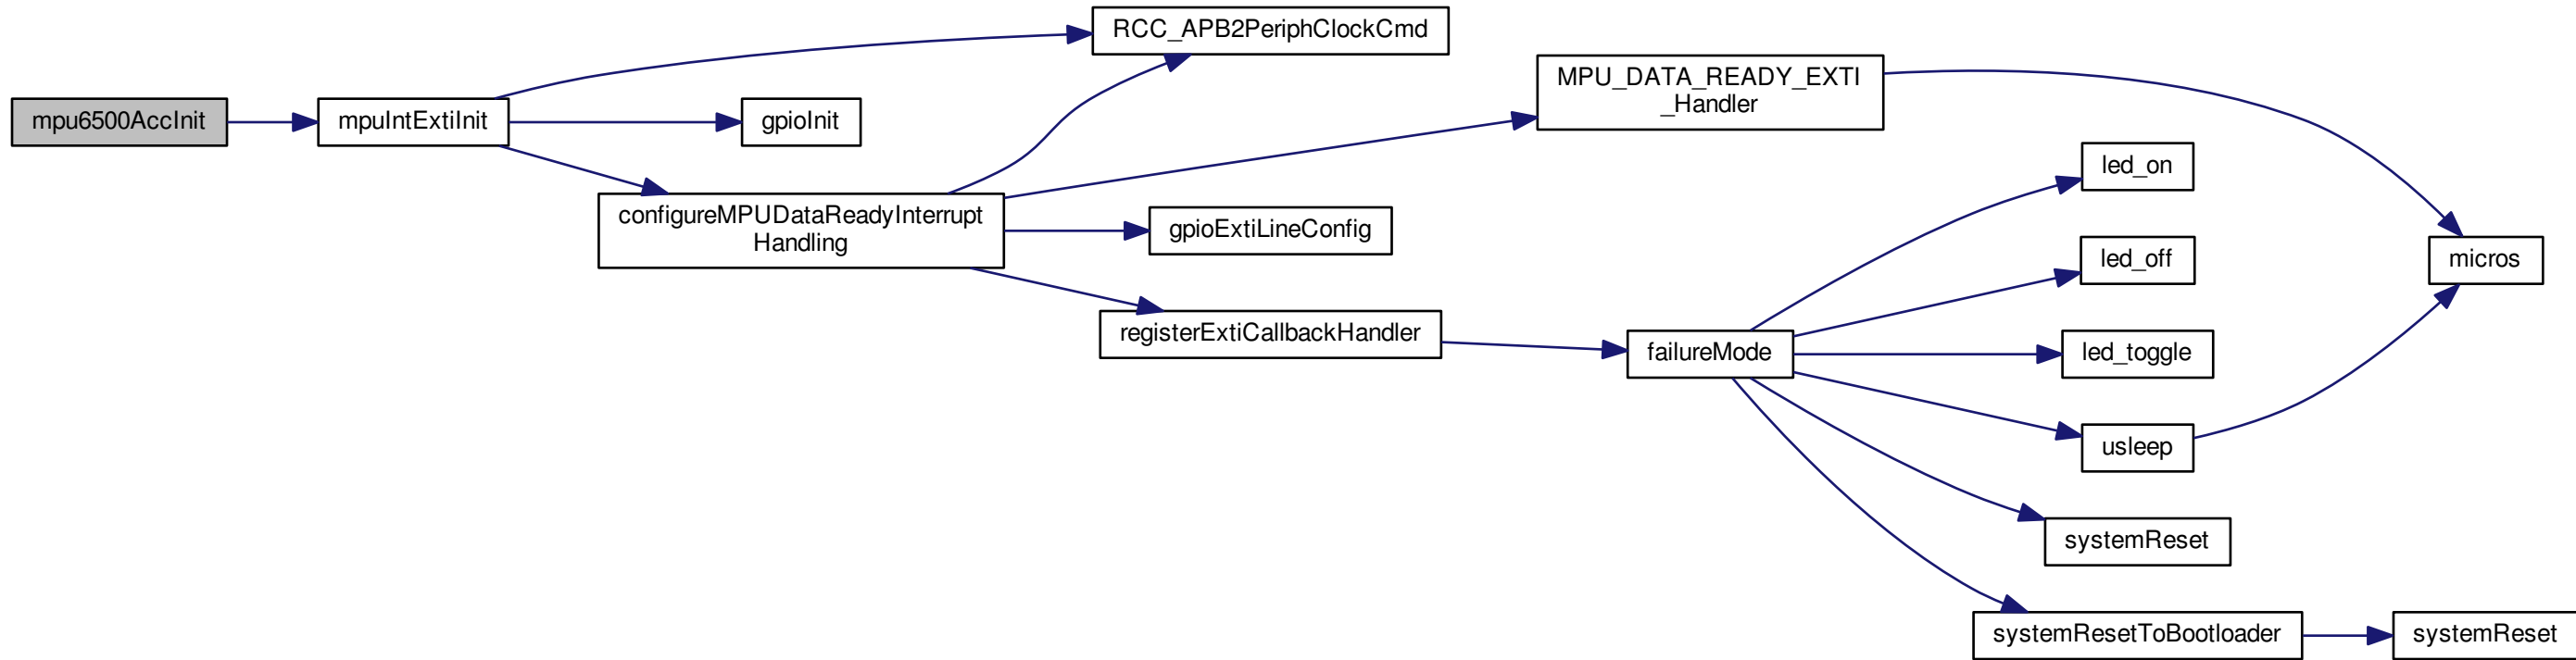 RCC_APB2PeriphClockCmd
MPU_DATA_READY_EXTI
_Handler
mpu6500AccInit
mpuIntExtiInit
gpioInit
led_on
configureMPUDataReadyInterrupt
Handling
gpioExtiLineConfig
led_off
micros
registerExtiCallbackHandler
failureMode
led_toggle
usleep
systemReset
systemResetToBootloader
systemReset